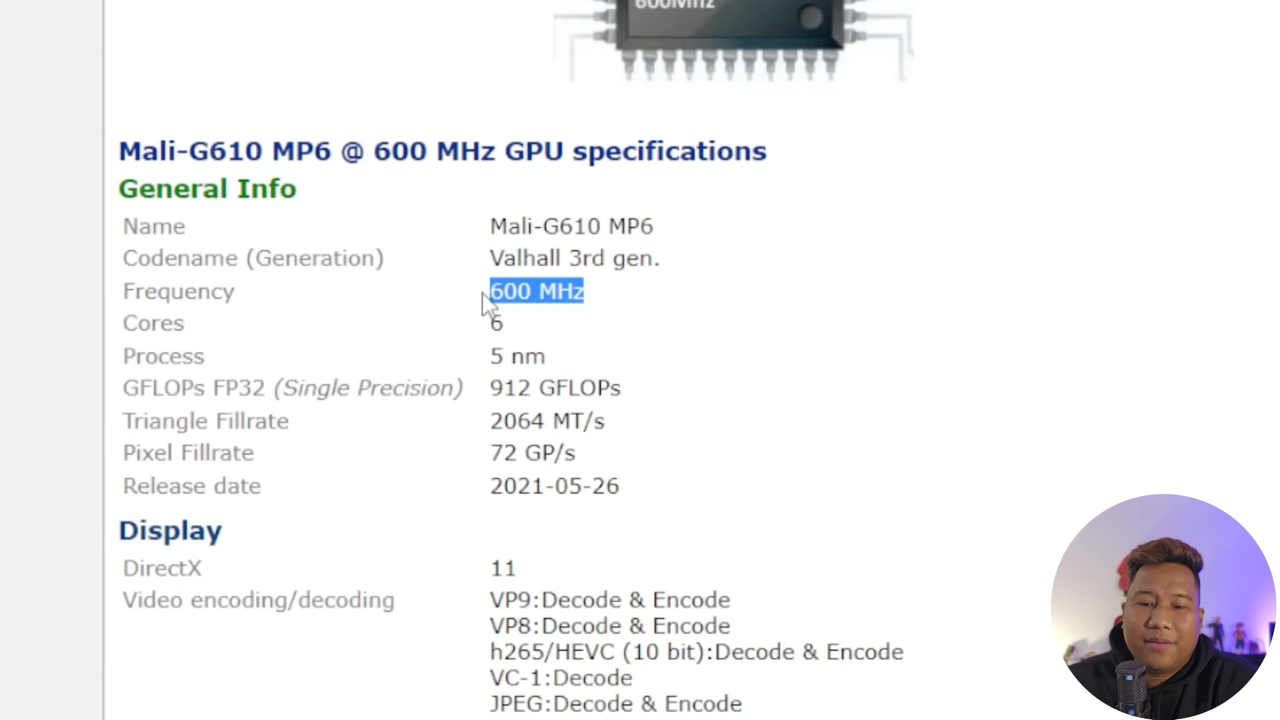 600Mhz
Mali-G610 MP6 @ 600 MHz GPU specifications
General Info
Name Mali-G610 MP6
Codename (Generation) Valhall 3rd gen.
Frequency 600 MHz
Cores 6
Process 5 nm
GFLOPs FP32 (Single Precision) 912 GFLOPs
Triangle Fillrate 2064 MT/s
Pixel Fillrate 72 GP/s
Release date 2021-05-26
Display
DirectX 11
Video encoding/decoding VP9:Decode & Encode
VP8:Decode & Encode
h265/HEVC (10 bit):Decode & Encode
VC-1:Decode
JPEG:Decode & Encode